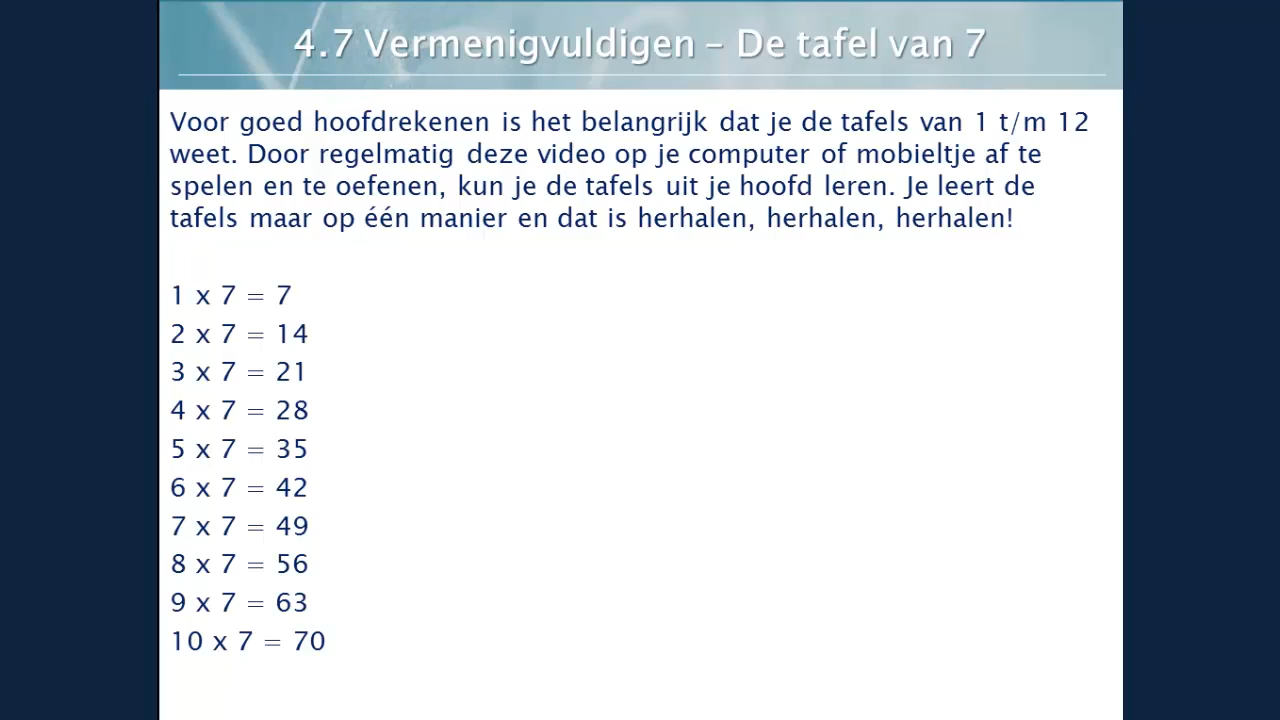 4.7 Vermenigvuldigen – De tafel van 7
Voor goed hoofdrekenen is het belangrijk dat je de tafels van 1 t/m 12
weet. Door regelmatig deze video op je computer of mobieltje af te
spelen en te oefenen, kun je de tafels uit je hoofd leren. Je leert de
tafels maar op één manier en dat is herhalen, herhalen, herhalen!
1 x 7 = 7
2 x 7 = 14
3 x 7 = 21
4 x 7 = 28
5 x 7 = 35
6 x 7 = 42
7 x 7 = 49
8 x 7 = 56
9 x 7 = 63
10 x 7 = 70